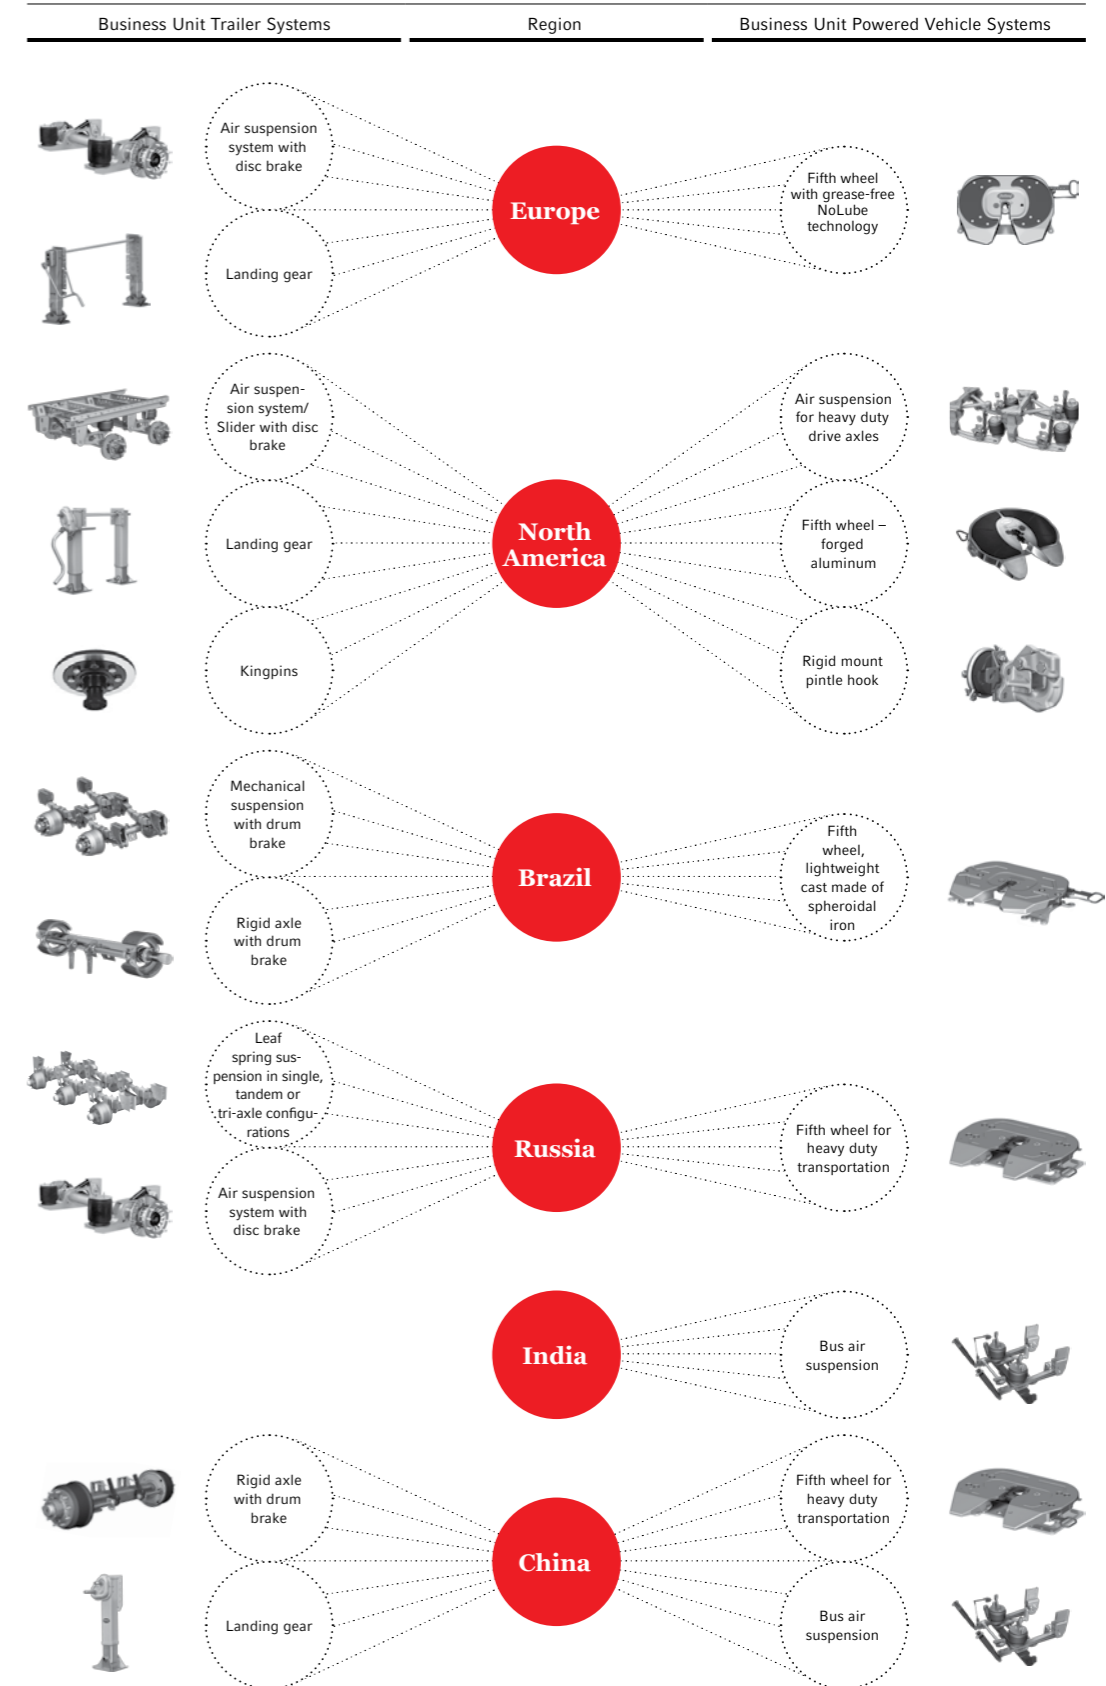 Business Unit Trailer Systems
Region
Business Unit Powered Vehicle Systems
Air suspension
system with
disc brake
Landing gear
Europe
Fifth wheel
with grease-free
NoLube
technology
Air suspen-
sion system/
Slider with disc
brake
Landing gear
Kingpins
North
America
Air suspension
for heavy duty
drive axles
Fifth wheel –
forged
aluminum
Rigid mount
pintle hook
Mechanical
suspension
with drum
brake
Rigid axle
with drum
brake
Brazil
Fifth
wheel,
lightweight
cast made of
spheroidal
iron
Leaf
spring sus-
pension in single,
tandem or
tri-axle configu-
rations
Air suspension
system with
disc brake
Russia
Fifth wheel for
heavy duty
transportation
India
Bus air
suspension
Rigid axle
with drum
brake
Landing gear
China
Fifth wheel for
heavy duty
transportation
Bus air
suspension